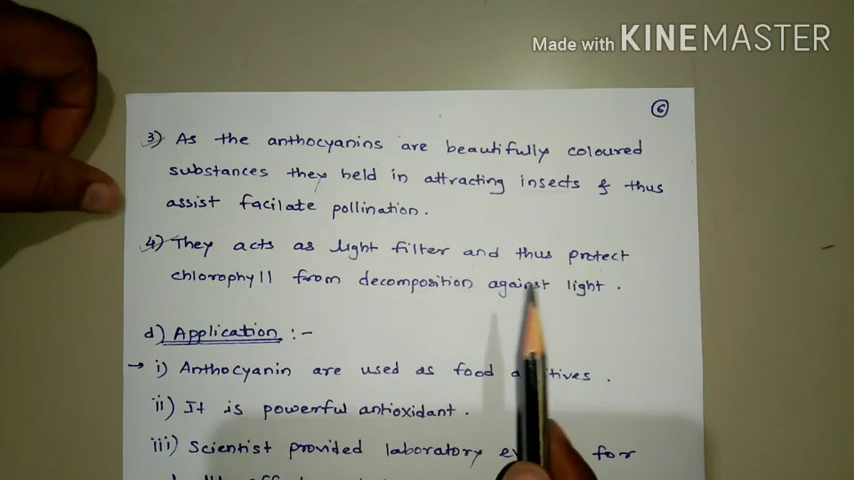 Made with KINEMASTER
6
3) As the anthocyanins are beautifully coloured
substances they held in attracting insects & thus
assist facilate pollination.
4) They acts as light filter and thus protect
chlorophyll from decomposition against light.
d) Application :-
→ i) Anthocyanin are used as food .
ii) It is powerful antioxidant.
iii) Scientist provided laboratory for